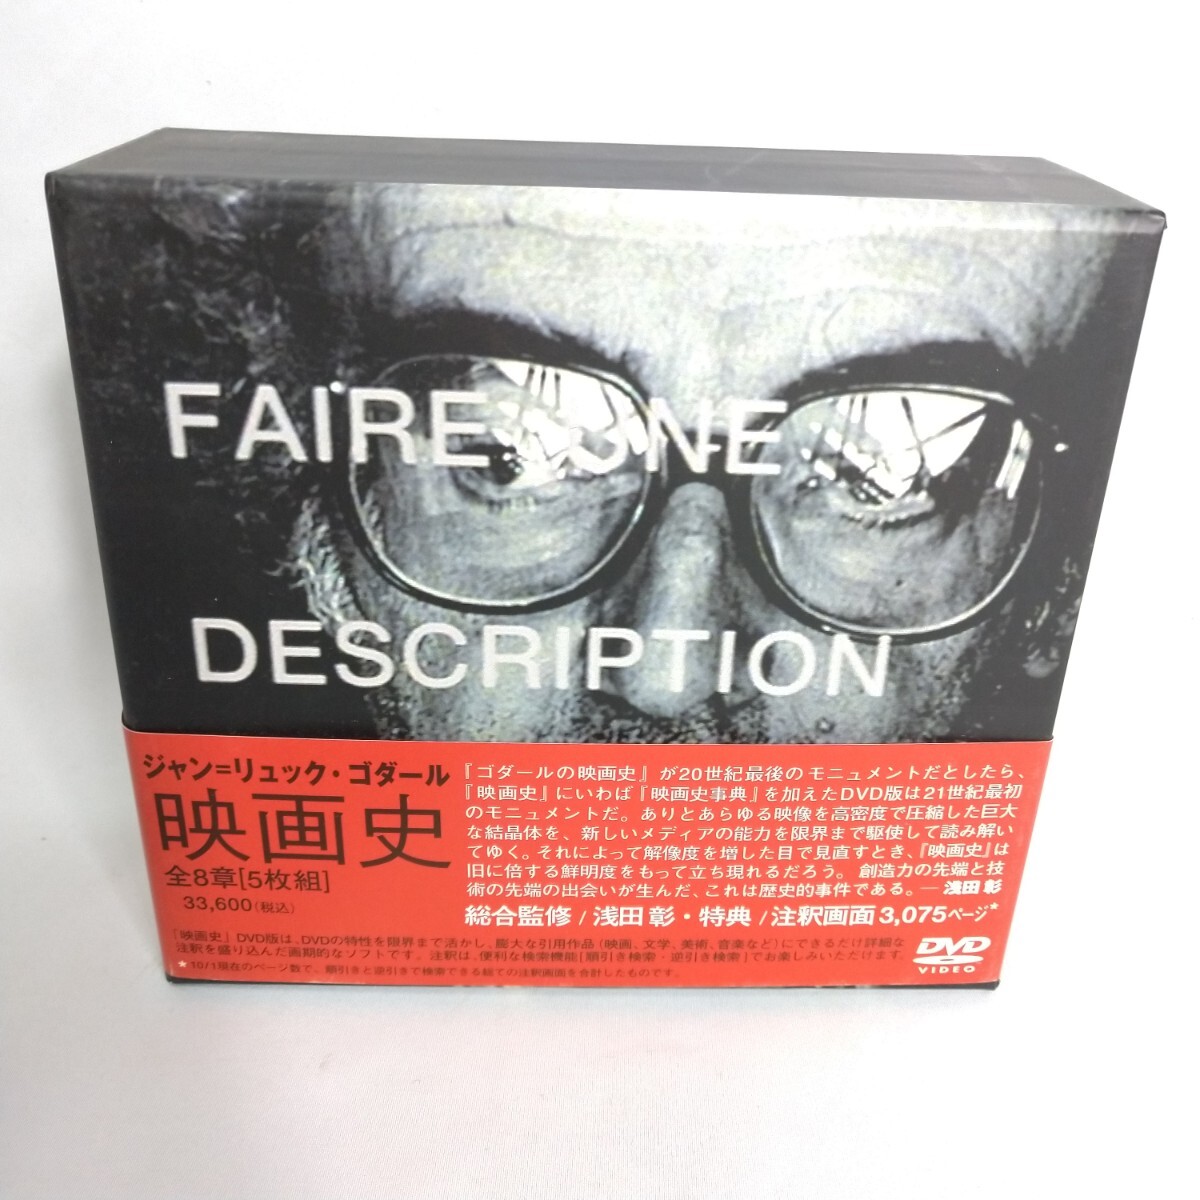 FAIRE UNE
DESCRIPTION
ジャン=リュック・ゴダール
映画史
全8章[5枚組]
33,600(税込)
『ゴダールの映画史』が20世紀最後のモニュメントだとしたら、
『映画史』にいわば『映画史事典』を加えたDVD版は21世紀最初
のモニュメントだ。ありとあらゆる映像を高密度で圧縮した巨大
な結晶体を、新しいメディアの能力を限界まで駆使して読み解い
てゆく。それによって解像度を増した目で見直すとき、『映画史』は
旧に倍する鮮明度をもって立ち現れるだろう。創造力の先端と技
術の先端の出会いが生んだ、これは歴史的事件である。—浅田 彰
総合監修/浅田 彰・特典/注釈画面3,075ページ*
『映画史』DVD版は、DVDの特性を限界まで活かし、膨大な引用作品(映画、文学、美術、音楽など)にできるだけ詳細な
注釈を盛り込んだ画期的なソフトです。注釈は、便利な検索機能[順引き検索・逆引き検索]でお楽しみいただけます。
*10/1現在のページ数で、順引きと逆引きで検索できる総ての注釈画面を合計したものです。
DVD
VIDEO